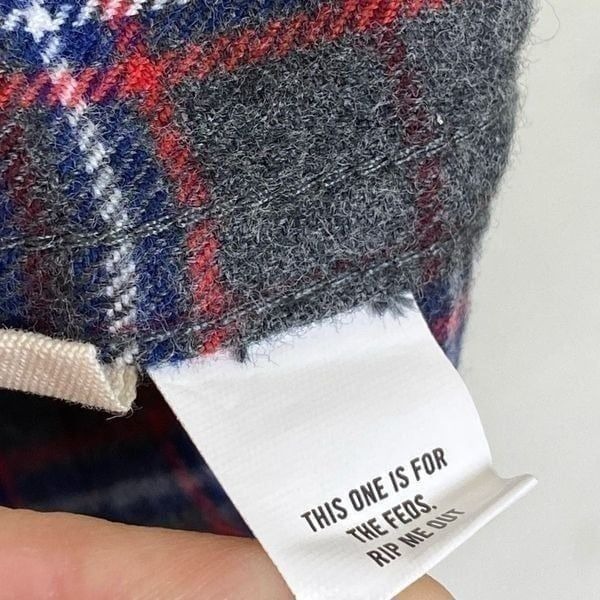 THIS ONE IS FOR
THE FEDS.
RIP ME OUT